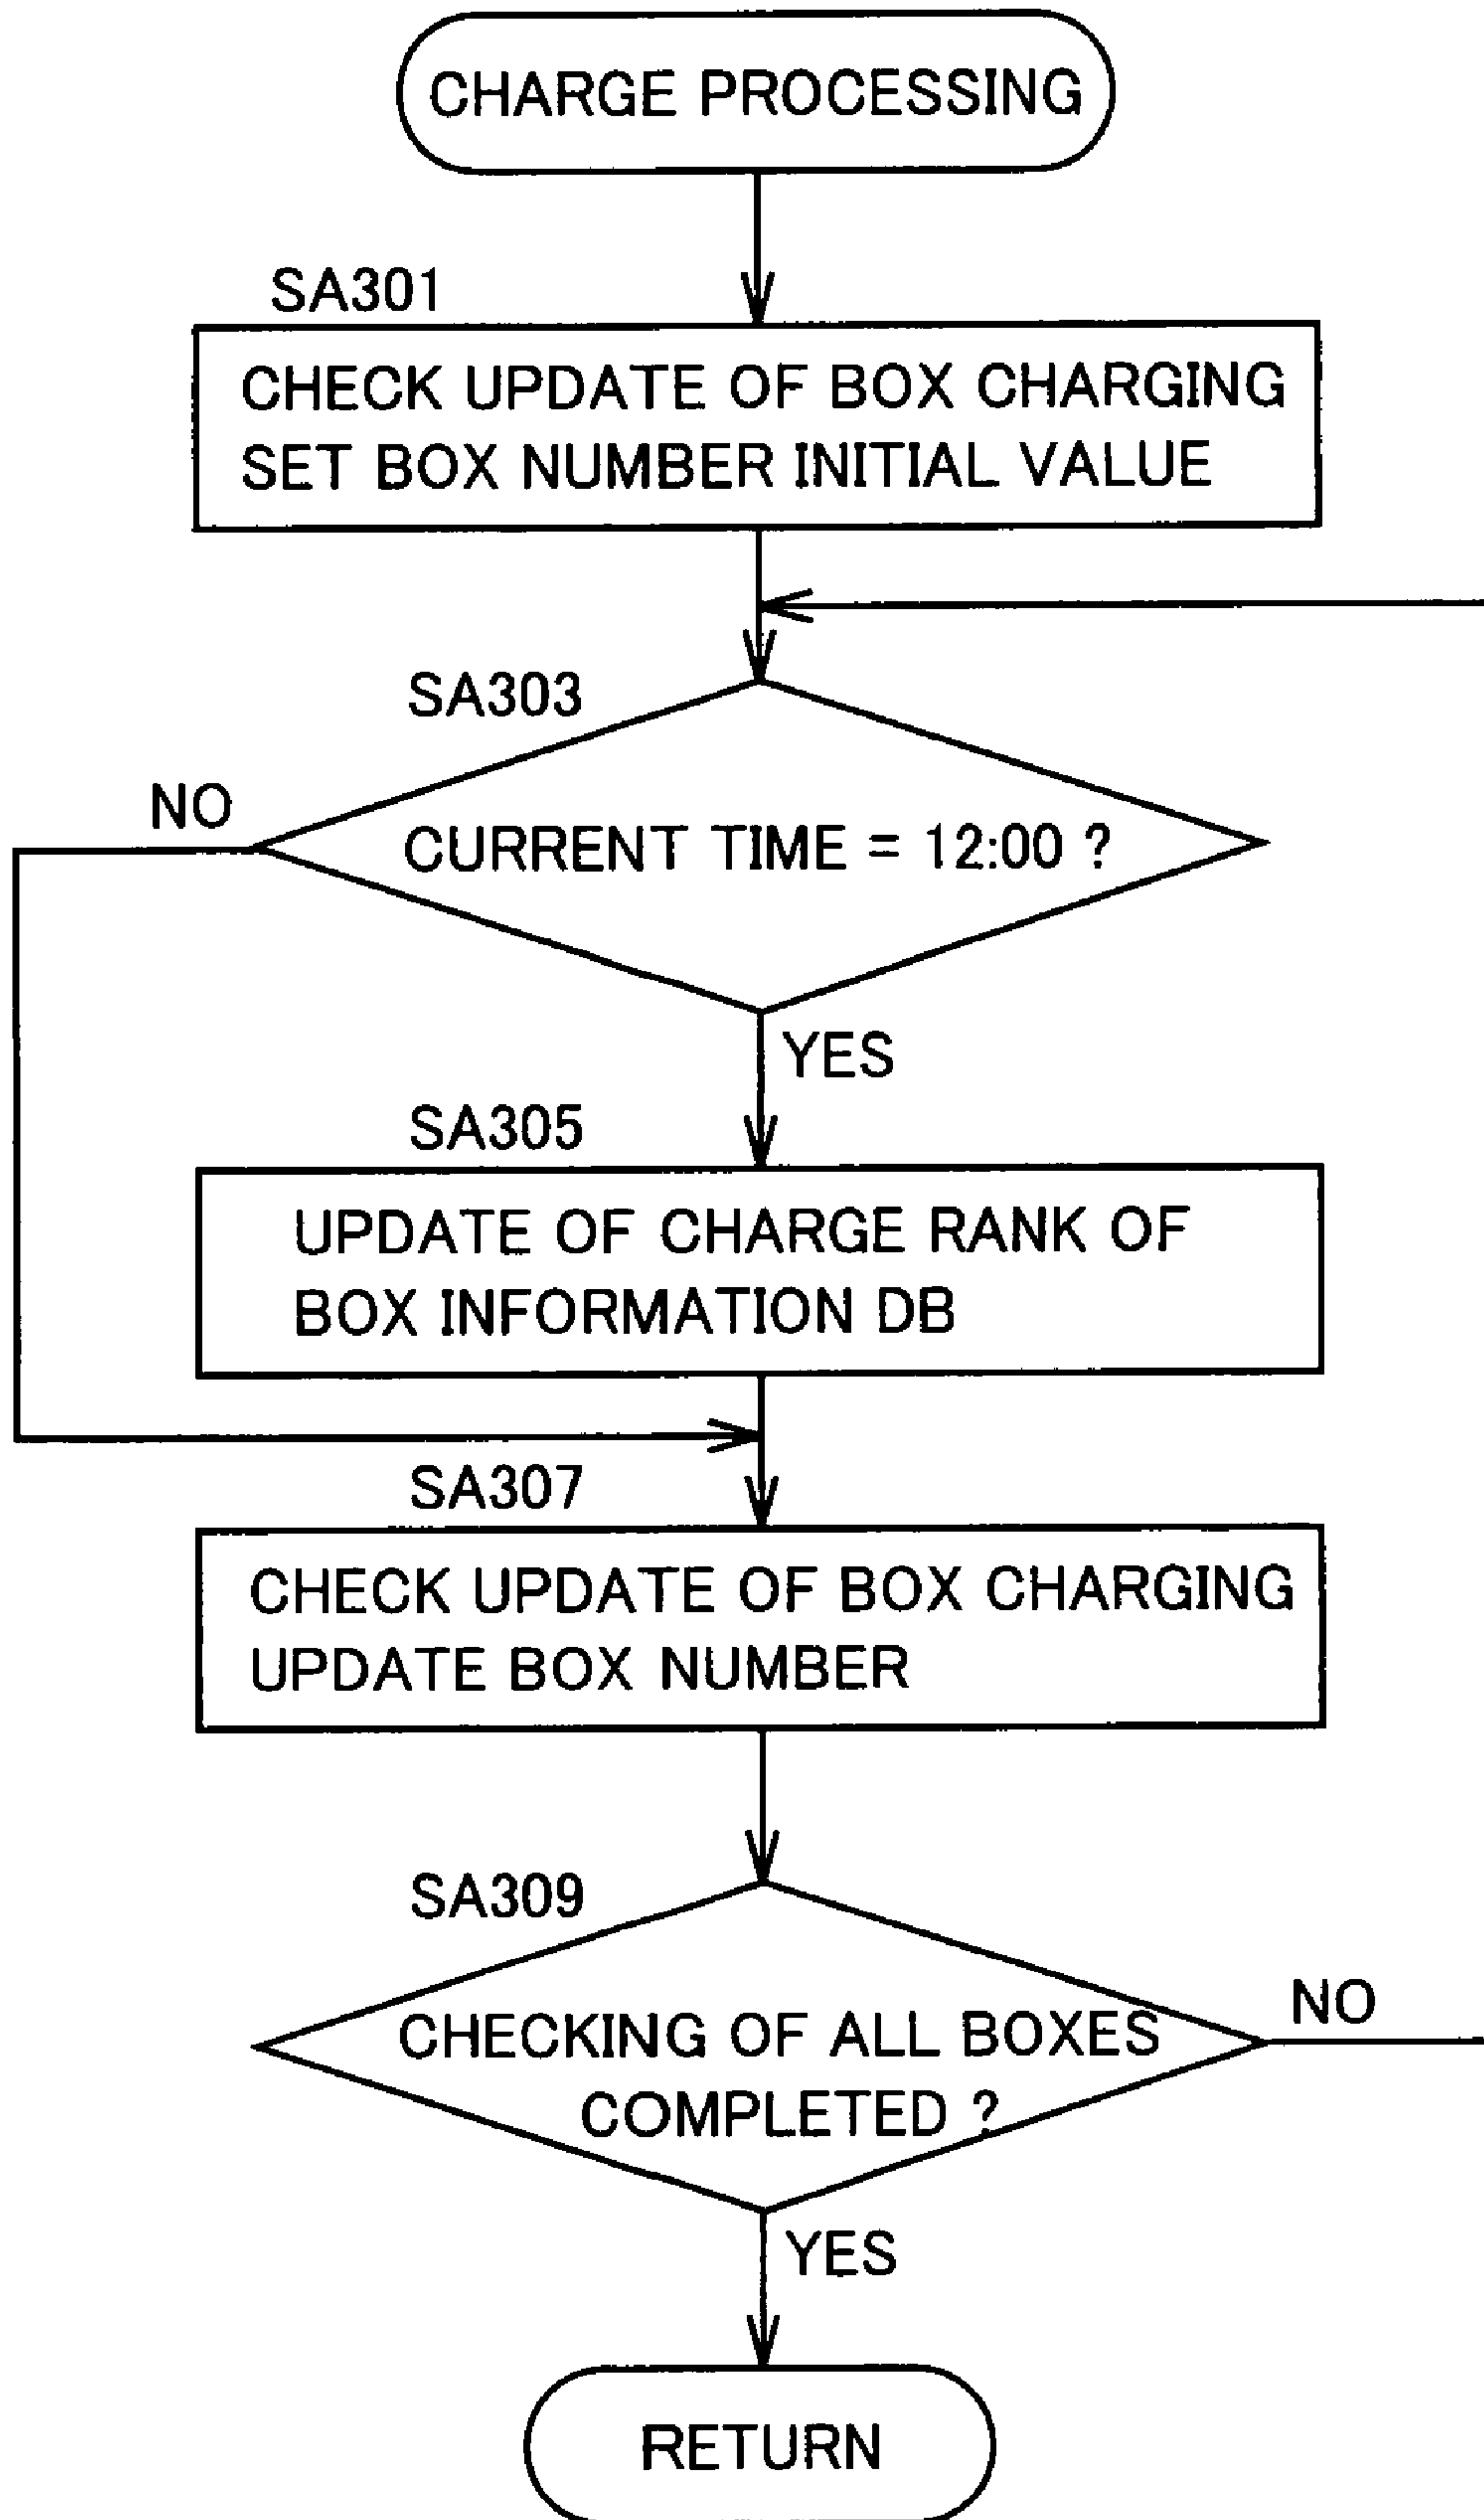 CHARGE PROCESSING
SA301
CHECK UPDATE OF BOX CHARGING
SET BOX NUMBER INITIAL VALUE
SA303
NO
CURRENT TIME = 12:00 ?
YES
SA305
UPDATE OF CHARGE RANK OF
BOX INFORMATION DB
SA307
CHECK UPDATE OF BOX CHARGING
UPDATE BOX NUMBER
SA309
NO
CHECKING OF ALL BOXES
COMPLETED ?
YES
RETURN